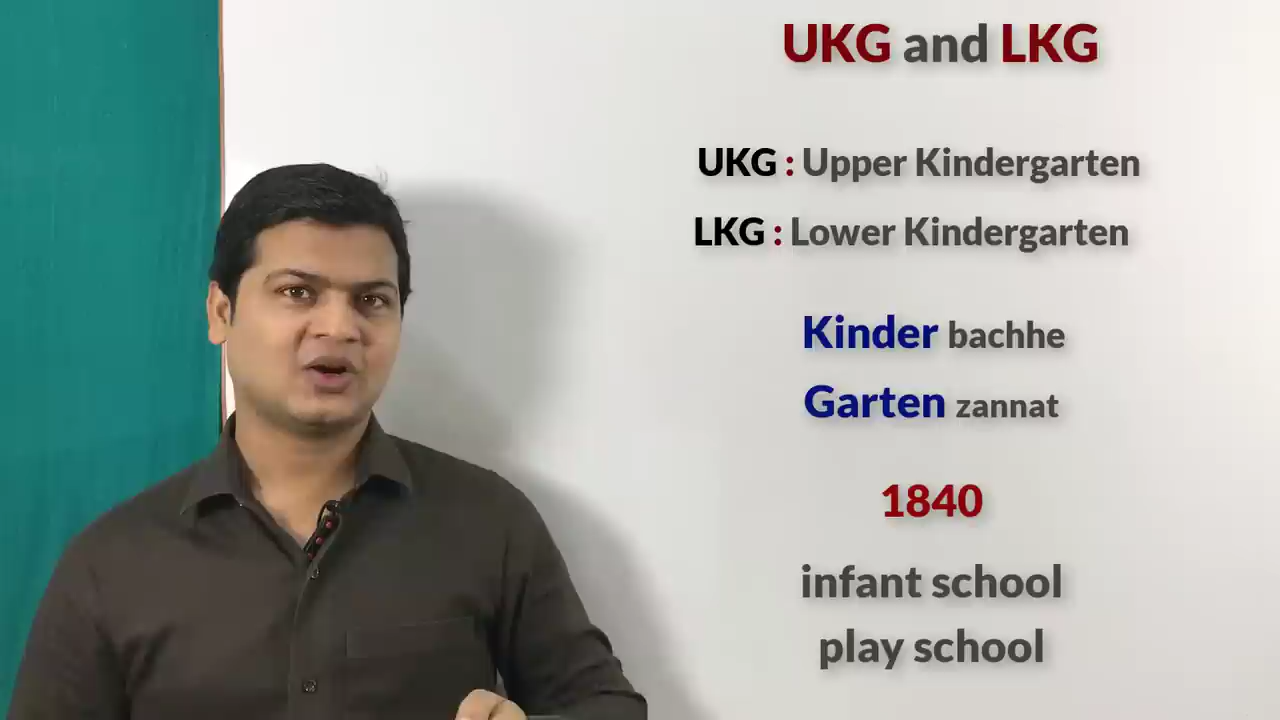 UKG and LKG
UKG : Upper Kindergarten
LKG : Lower Kindergarten
Kinder bachhe
Garten zannat
1840
infant school
play school